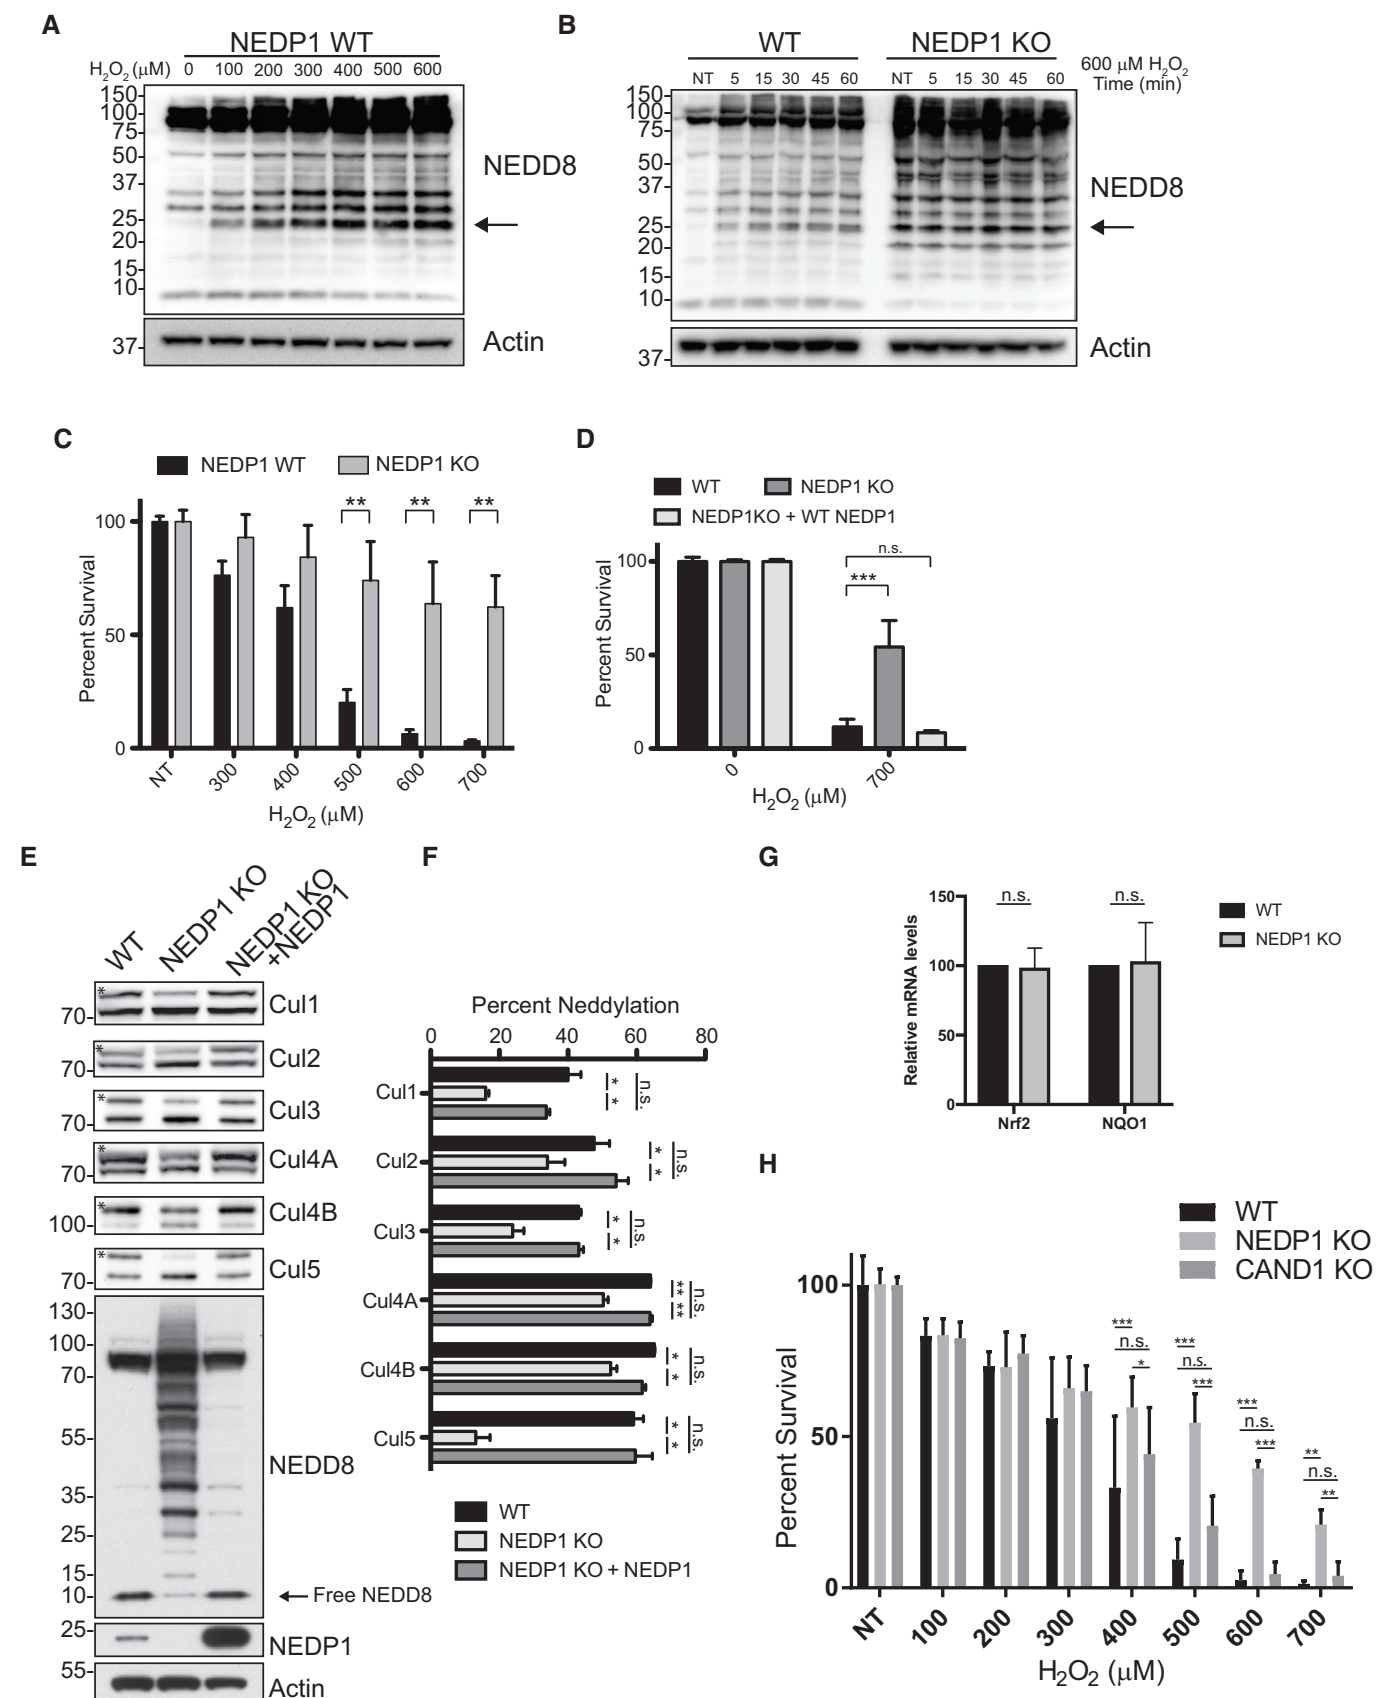 A
NEDP1 WT
H2O2 (μM) 0 100 200 300 400 500 600
150-
100-
75-
50-
37-
25-
20-
15-
10-
NEDD8
37-
Actin
B
WT NEDP1 KO
NT 5 15 30 45 60 NT 5 15 30 45 60
600 μM H2O2
Time (min)
150-
100-
75-
50-
37-
25-
20-
15-
10-
NEDD8
37-
Actin
C
NEDP1 WT NEDP1 KO
** ** **
Percent Survival
100
50
0
NT 300 400 500 600 700
H2O2 (μM)
D
WT NEDP1 KO
NEDP1KO + WT NEDP1
n.s.
***
Percent Survival
100
50
0
0 700
H2O2 (μM)
E
WT NEDP1 KO NEDP1 KO +NEDP1
* 70- Cul1
* 70- Cul2
* 70- Cul3
* 70- Cul4A
* 100- Cul4B
* 70- Cul5
130-
100-
70-
55-
35-
25-
15-
10-
NEDD8
Free NEDD8
25- NEDP1
55- Actin
F
Percent Neddylation
0 20 40 60 80
Cul1 * * n.s.
Cul2 * * n.s.
Cul3 * * n.s.
Cul4A ** ** n.s.
Cul4B * * n.s.
Cul5 * * n.s.
WT
NEDP1 KO
NEDP1 KO + NEDP1
G
Relative mRNA levels
150
100
50
0
n.s. n.s.
Nrf2 NQO1
WT
NEDP1 KO
H
WT
NEDP1 KO
CAND1 KO
Percent Survival
100
50
0
*** n.s. *
*** n.s. ***
*** n.s. ***
** n.s. **
NT 100 200 300 400 500 600 700
H2O2 (μM)